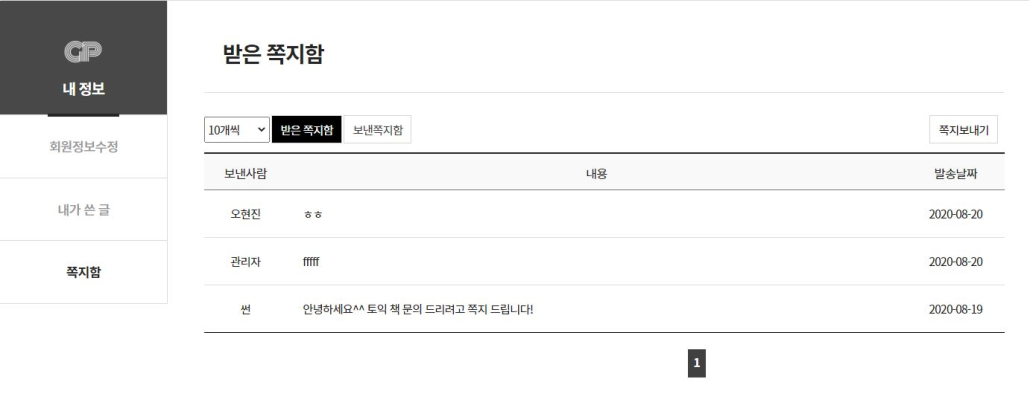 GP
내 정보
회원정보수정
내가 쓴 글
쪽지함
받은 쪽지함
10개씩 받은 쪽지함 보낸쪽지함 쪽지보내기
보낸사람 내용 발송날짜
오현진 ㅎㅎ 2020-08-20
관리자 fffff 2020-08-20
썬 안녕하세요^^ 토익 책 문의 드리려고 쪽지 드립니다! 2020-08-19
1